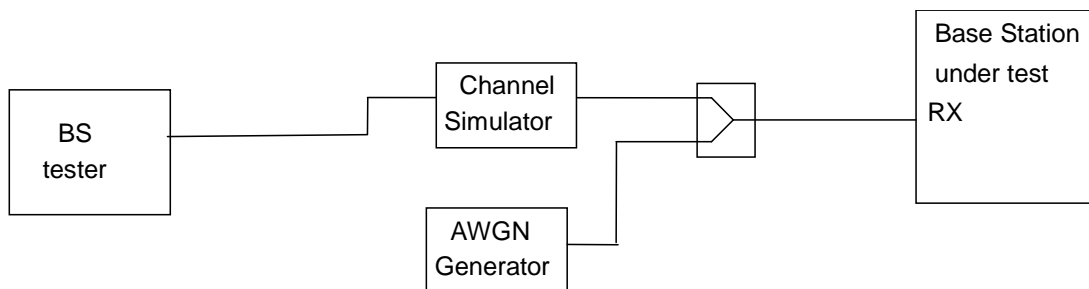 BS
tester
Channel
Simulator
AWGN
Generator
Base Station
under test
RX